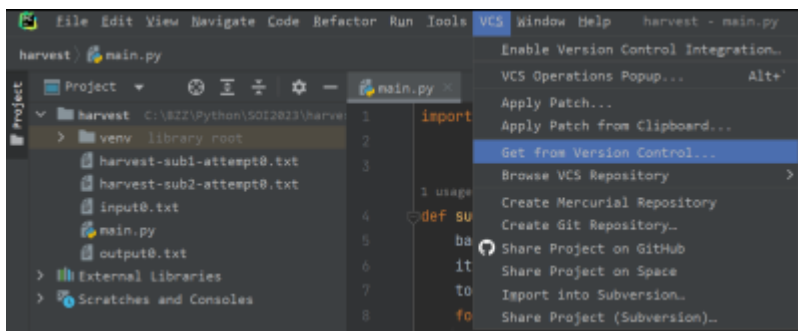 File Edit View Navigate Code Refactor Run Tools VCS Window Help harvest - main.py
harvest main.py
Project
Project
main.py
harvest C:\BZZ\Python\SOI2023\harve
venv library root
harvest-sub1-attempt0.txt
harvest-sub2-attempt0.txt
input0.txt
main.py
output0.txt
External Libraries
Scratches and Consoles
1 import
2
3
1 usage
4 def su
5 ba
6 it
7 to
8 fo
Enable Version Control Integration…
VCS Operations Popup... Alt+`
Apply Patch...
Apply Patch from Clipboard...
Get from Version Control...
Browse VCS Repository
Create Mercurial Repository
Create Git Repository…
Share Project on GitHub
Share Project on Space
Import into Subversion…
Share Project (Subversion)…